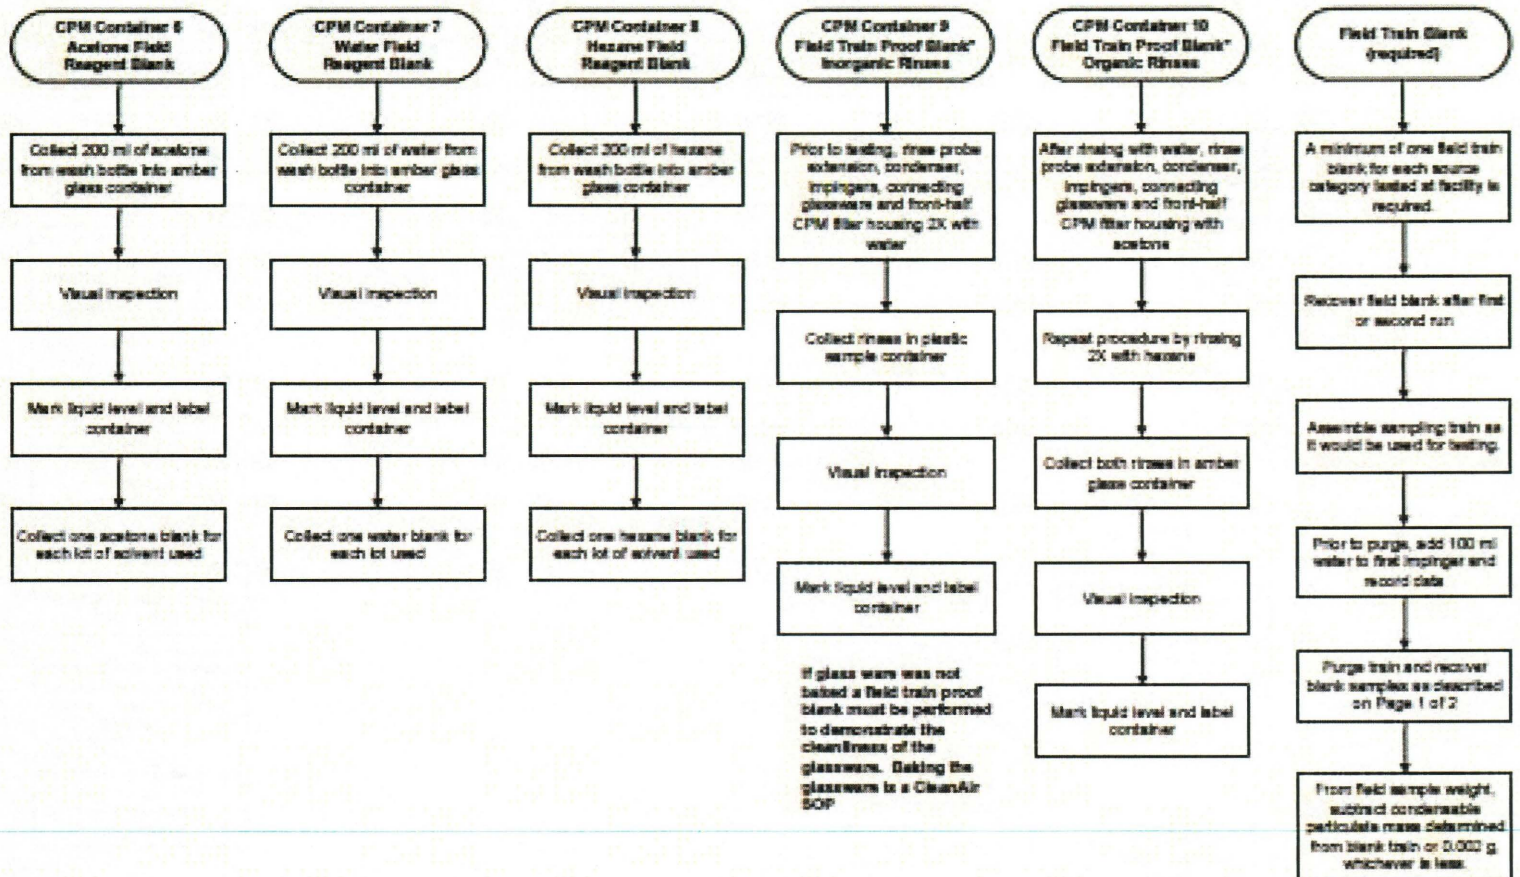 CPM Container 6
Acetone Field
Reagent Blank
Collect 200 ml of acetone
from wash bottle into amber
glass container
Visual inspection
Mark liquid level and label
container
Collect one acetone blank for
each lot of solvent used
CPM Container 7
Water Field
Reagent Blank
Collect 200 ml of water from
wash bottle into amber glass
container
Visual inspection
Mark liquid level and label
container
Collect one water blank for
each lot used
CPM Container 8
Hexane Field
Reagent Blank
Collect 200 ml of hexane
from wash bottle into amber
glass container
Visual inspection
Mark liquid level and label
container
Collect one hexane blank for
each lot of solvent used
CPM Container 9
Field Train Proof Blank*
Inorganic Rinses
Prior to testing, rinse probe
extension, condenser,
impingers, connecting
glassware and front-half
CPM filter housing 2X with
water
Collect rinses in plastic
sample container
Visual inspection
Mark liquid level and label
container
If glass ware was not
baked a field train proof
blank must be performed
to demonstrate the
cleanliness of the
glassware. Baking the
glassware is a CleanAir
SOP
CPM Container 10
Field Train Proof Blank*
Organic Rinses
After rinsing with water, rinse
probe extension, condenser,
impingers, connecting
glassware and front-half
CPM filter housing with
acetone
Repeat procedure by rinsing
2X with hexane
Collect both rinses in amber
glass container
Visual inspection
Mark liquid level and label
container
Field Train Blank
(required)
A minimum of one field train
blank for each source
category tested at facility is
required.
Recover field blank after first
or second run
Assemble sampling train as
it would be used for testing.
Prior to purge, add 100 ml
water to first impinger and
record data
Purge train and recover
blank samples as described
on Page 1 of 2
From field sample weight,
subtract condensable
particulate mass determined
from blank train or 0.002 g,
whichever is less.